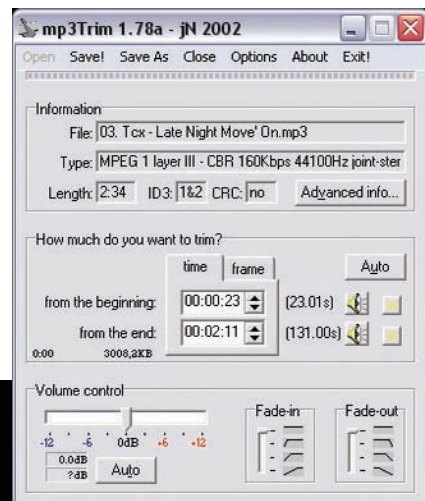 mp3Trim 1.78a - jN 2002
Open Save! Save As Close Options About Exit!
Information
File: 03. Tcx - Late Night Move' On.mp3
Type: MPEG 1 layer III - CBR 160Kbps 44100Hz joint-ster
Length: 2:34 ID3: 1&2 CRC: no Advanced info...
How much do you want to trim?
time frame Auto
from the beginning: 00:00:23 (23.01s)
from the end: 00:02:11 (131.00s)
0:00 3008,2KB
Volume control
Fade-in Fade-out
-12 -6 0dB +6 +12
0.0dB
?dB Auto